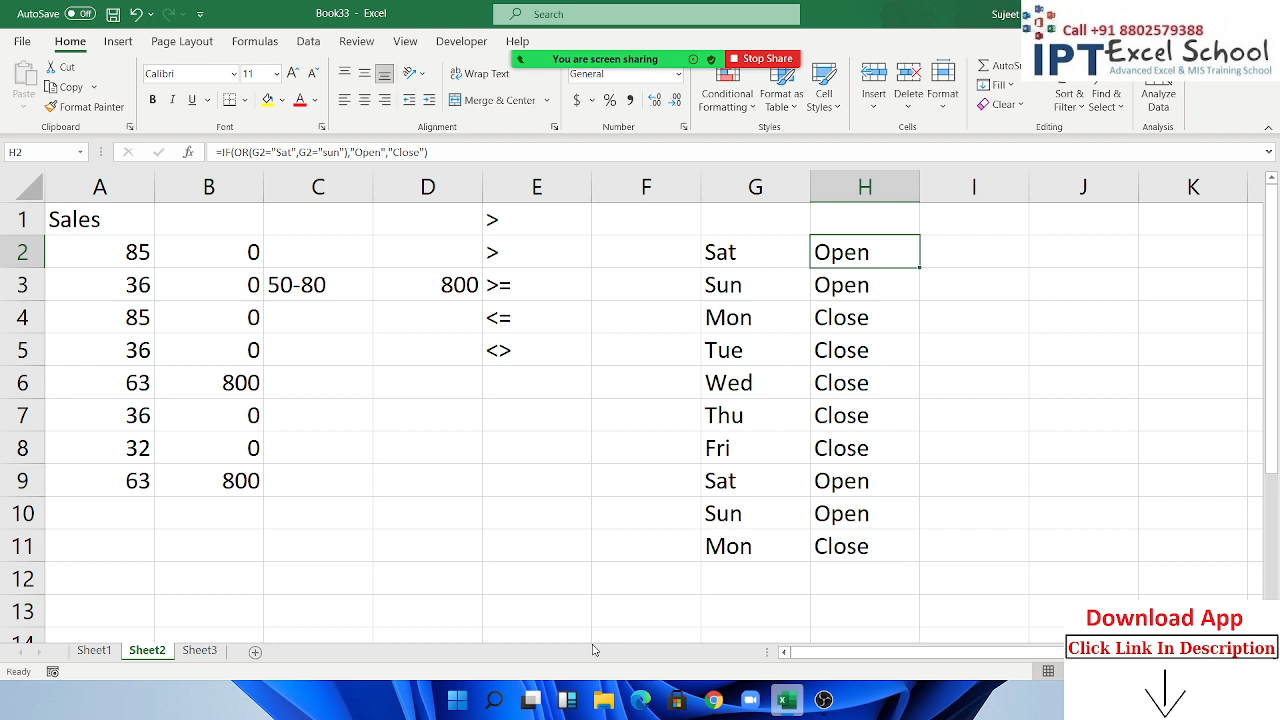 AutoSave Off Book33 - Excel Search Sujeet
Call +91 8802579388
IPT Excel School
Advanced Excel & MIS Training School
File Home Insert Page Layout Formulas Data Review View Developer Help
You are screen sharing Stop Share
Paste Cut Copy Format Painter
Calibri 11
B I U
Wrap Text
Merge & Center
General
$ % ,
Conditional Formatting Format as Table Cell Styles
Insert Delete Format
AutoS
Fill
Clear
Sort & Filter Find & Select
Analyze Data
Clipboard Font Alignment Number Styles Cells Editing Analysis
H2 fx =IF(OR(G2="Sat",G2="sun"),"Open","Close")
A B C D E F G H I J K
1 Sales >
2 85 0 > Sat Open
3 36 0 50-80 800 >= Sun Open
4 85 0 <= Mon Close
5 36 0 <> Tue Close
6 63 800 Wed Close
7 36 0 Thu Close
8 32 0 Fri Close
9 63 800 Sat Open
10 Sun Open
11 Mon Close
12
13
14
Sheet1 Sheet2 Sheet3
Ready
Download App
Click Link In Description